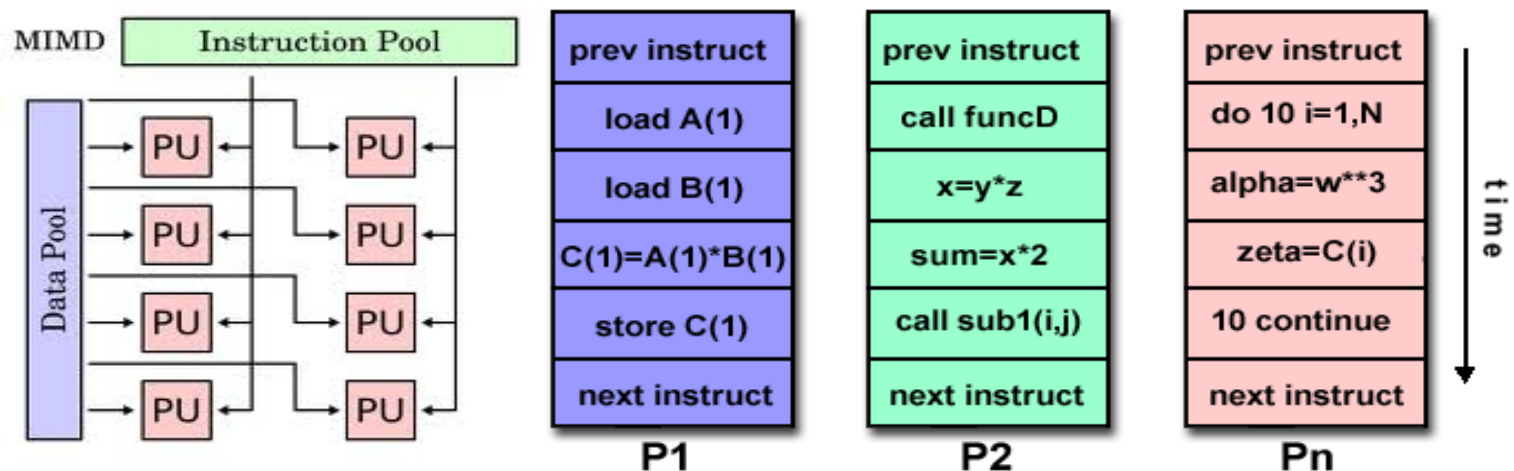 MIMD
Instruction Pool
Data Pool
PU
PU
PU
PU
PU
PU
PU
PU
prev instruct
load A(1)
load B(1)
C(1)=A(1)*B(1)
store C(1)
next instruct
P1
prev instruct
call funcD
x=y*z
sum=x*2
call sub1(i,j)
next instruct
P2
prev instruct
do 10 i=1,N
alpha=w**3
zeta=C(i)
10 continue
next instruct
Pn
time